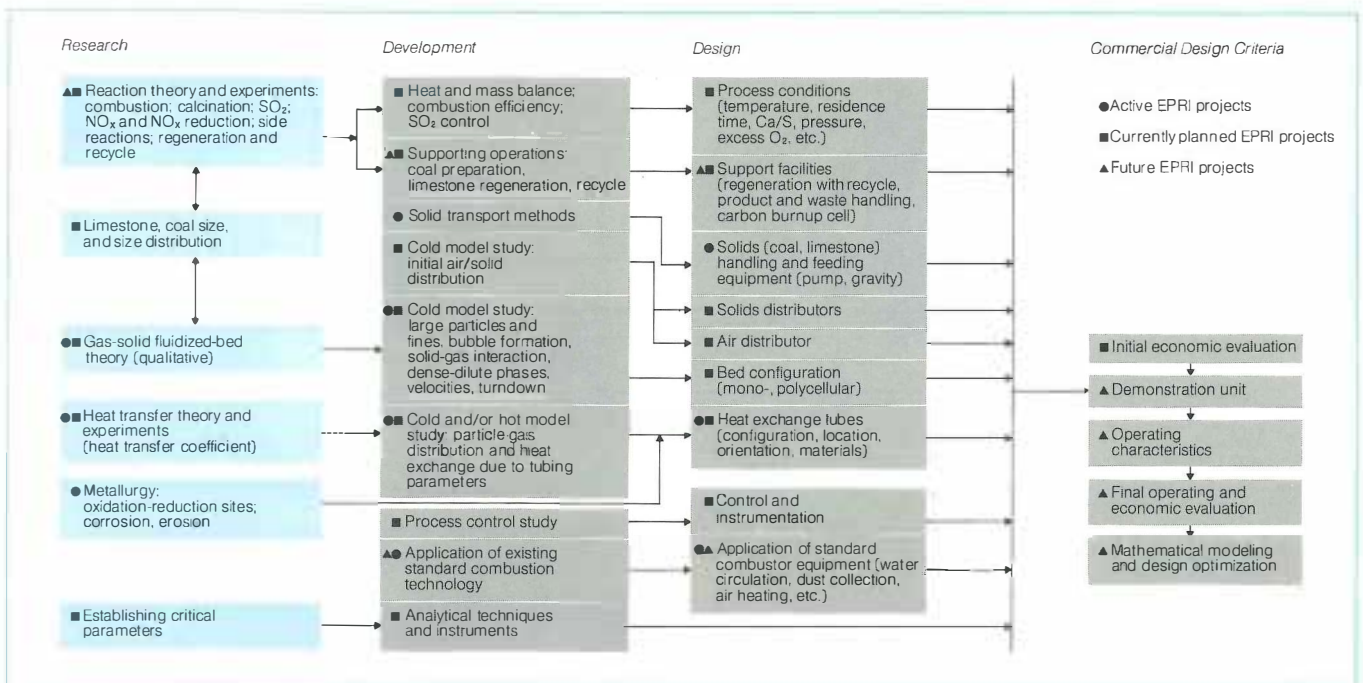 Research
▲■ Reaction theory and experiments:
combustion; calcination; SO₂;
NOₓ and NOₓ reduction; side
reactions; regeneration and
recycle
■ Limestone, coal size,
and size distribution
●■ Gas-solid fluidized-bed
theory (qualitative)
●■ Heat transfer theory and
experiments
(heat transfer coefficient)
● Metallurgy:
oxidation-reduction sites;
corrosion, erosion
■ Establishing critical
parameters
Development
■ Heat and mass balance;
combustion efficiency;
SO₂ control
▲■ Supporting operations:
coal preparation,
limestone regeneration, recycle
● Solid transport methods
■ Cold model study:
initial air/solid
distribution
●■ Cold model study:
large particles and
fines, bubble formation,
solid-gas interaction,
dense-dilute phases,
velocities, turndown
●■ Cold and/or hot model
study: particle-gas
distribution and heat
exchange due to tubing
parameters
■ Process control study
▲● Application of existing
standard combustion
technology
■ Analytical techniques
and instruments
Design
■ Process conditions
(temperature, residence
time, Ca/S, pressure,
excess O₂, etc.)
▲■ Support facilities
(regeneration with recycle,
product and waste handling,
carbon burnup cell)
● Solids (coal, limestone)
handling and feeding
equipment (pump, gravity)
■ Solids distributors
■ Air distributor
■ Bed configuration
(mono-, polycellular)
●■ Heat exchange tubes
(configuration, location,
orientation, materials)
■ Control and
instrumentation
●▲ Application of standard
combustor equipment (water
circulation, dust collection,
air heating, etc.)
Commercial Design Criteria
● Active EPRI projects
■ Currently planned EPRI projects
▲ Future EPRI projects
■ Initial economic evaluation
▲ Demonstration unit
▲ Operating
characteristics
▲ Final operating and
economic evaluation
▲ Mathematical modeling
and design optimization